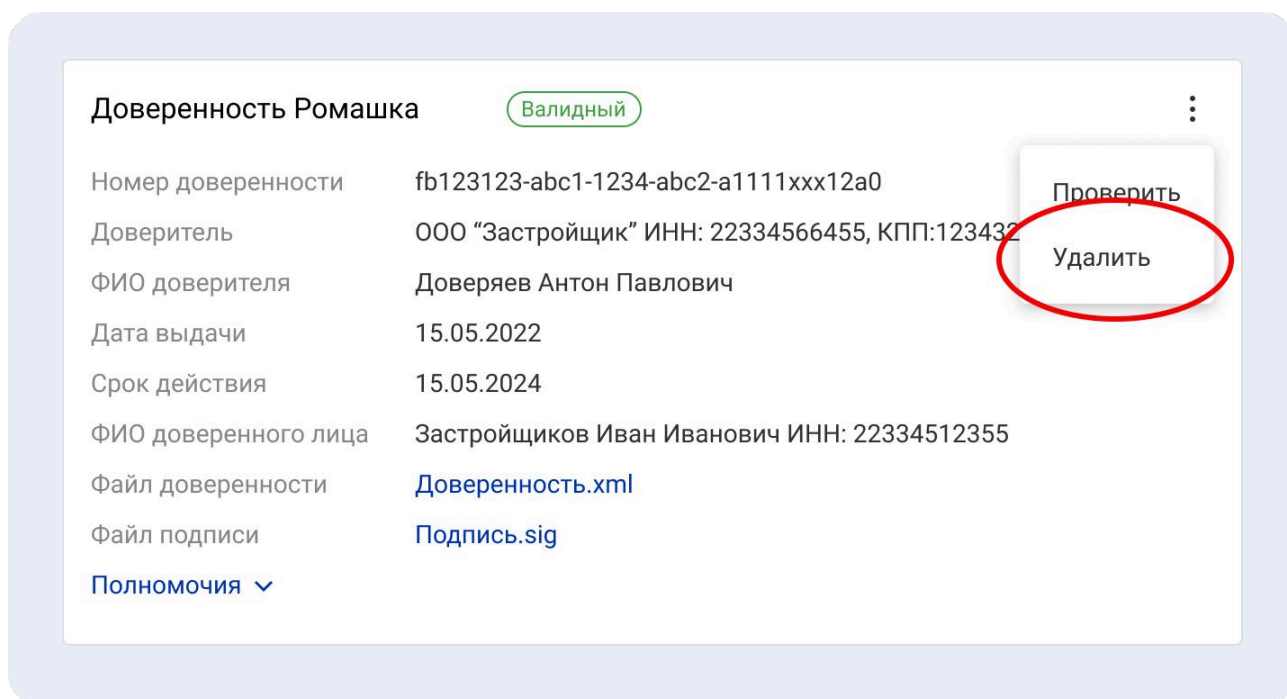 Доверенность Ромашка Валидный
Номер доверенности fb123123-abc1-1234-abc2-a1111xxx12a0
Проверить
Доверитель ООО “Застройщик” ИНН: 22334566455, КПП:123432
Удалить
ФИО доверителя Доверяев Антон Павлович
Дата выдачи 15.05.2022
Срок действия 15.05.2024
ФИО доверенного лица Застройщиков Иван Иванович ИНН: 22334512355
Файл доверенности Доверенность.xml
Файл подписи Подпись.sig
Полномочия